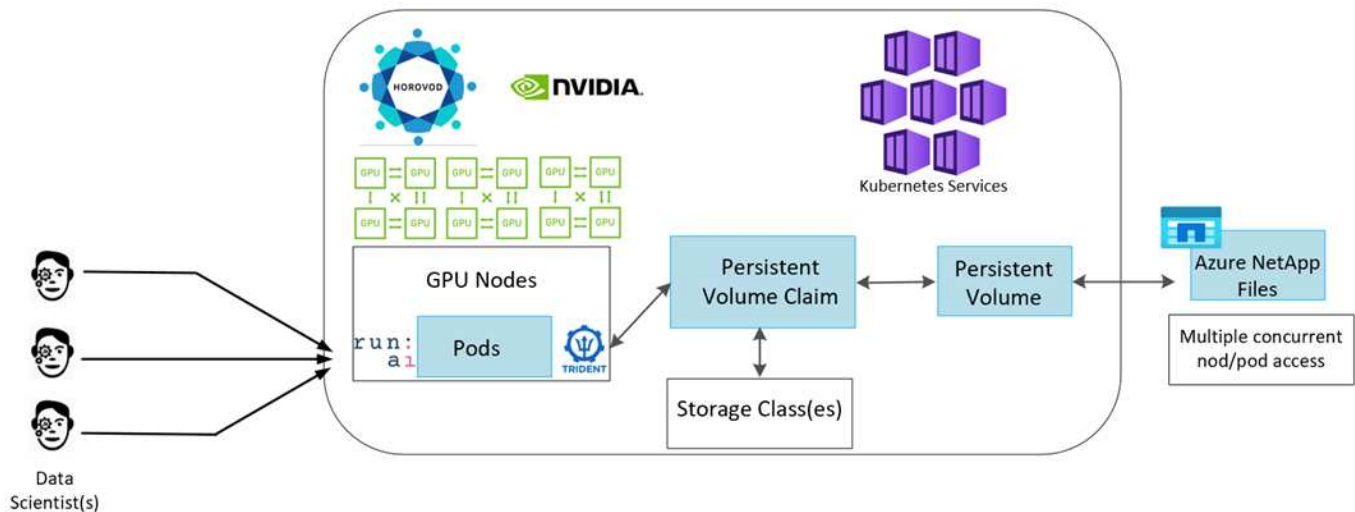 HOROVOD
NVIDIA.
GPU GPU GPU GPU GPU GPU
GPU GPU GPU GPU GPU GPU
Kubernetes Services
GPU Nodes
run:
ai
Pods
TRIDENT
Persistent
Volume Claim
Storage Class(es)
Persistent
Volume
Azure NetApp
Files
Multiple concurrent
nod/pod access
Data
Scientist(s)